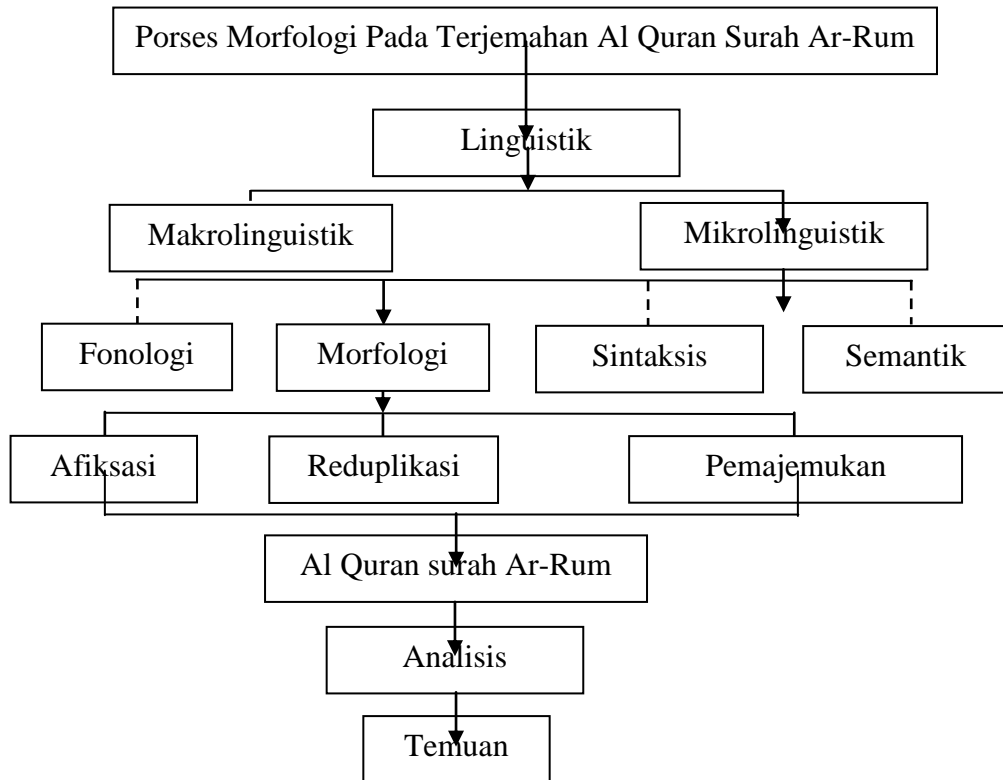 Porses Morfologi Pada Terjemahan Al Quran Surah Ar-Rum
Linguistik
Makrolinguistik
Mikrolinguistik
Fonologi
Morfologi
Sintaksis
Semantik
Afiksasi
Reduplikasi
Pemajemukan
Al Quran surah Ar-Rum
Analisis
Temuan